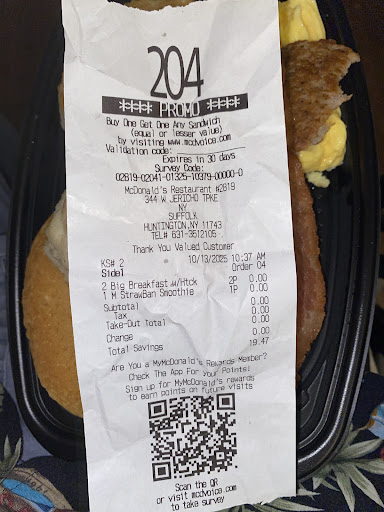 204
**** PROMO ****
Buy One Get One Any Sandwich
(equal or lesser value)
by visiting www.mcdvoice.com
Validation code:
Expires in 30 days
Survey Code:
02819-02041-01325-10379-00000-0
McDonald's Restaurant #2819
344 W JERICHO TPKE
NY
SUFFOLK
HUNTINGTON,NY 11743
TEL# 631-3512105
Thank You Valued Customer
KS# 2 10/13/2025 10:37 AM
Side1 Order 04
2 Big Breakfast w/Htck 2P 0.00
1 M StrawBan Smoothie 1P 0.00
Subtotal 0.00
Tax 0.00
Take-Out Total 0.00
Change 0.00
Total Savings 19.47
Are You a MyMcDonald's Rewards Member?
Check The App For your Points!
Sign up for MyMcDonald's rewards
to earn points on future visits
Scan the QR
or visit mcdvoice.com
to take survey